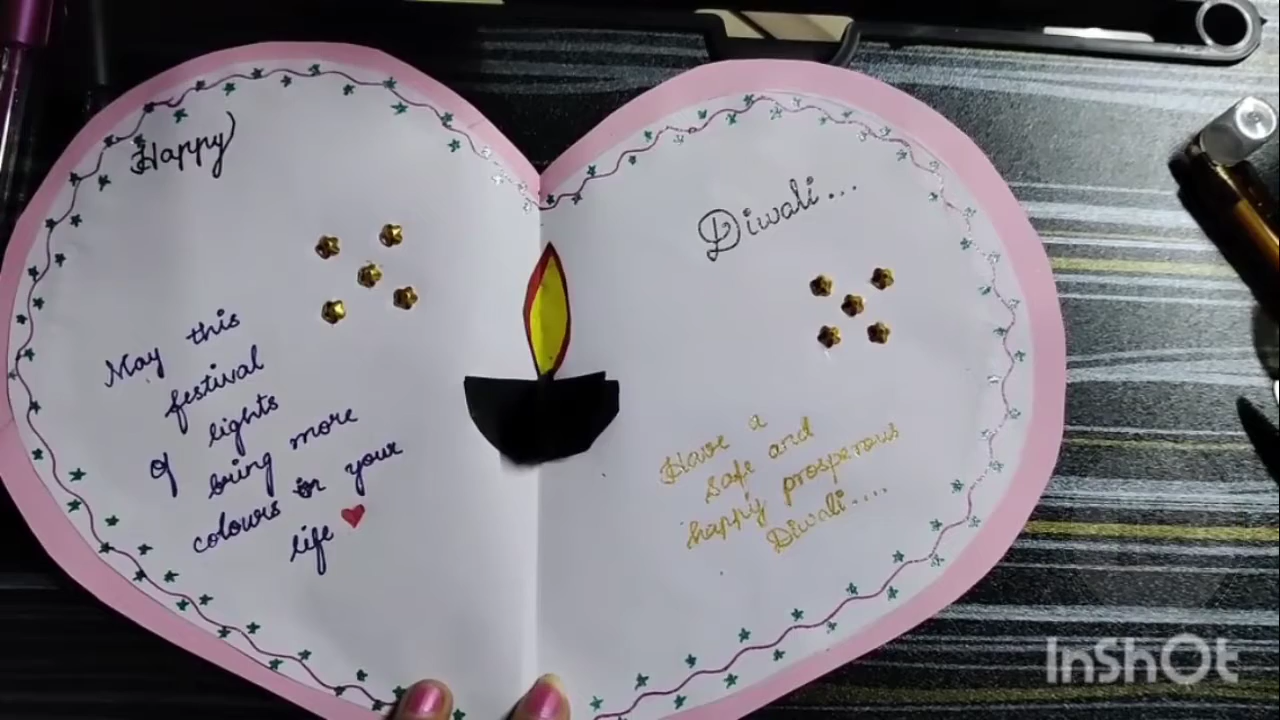 Happy
Diwali...
May this
festival
of lights
bring more
colours in your
life
Have a
safe and
happy prosperous
Diwali....
InShOt